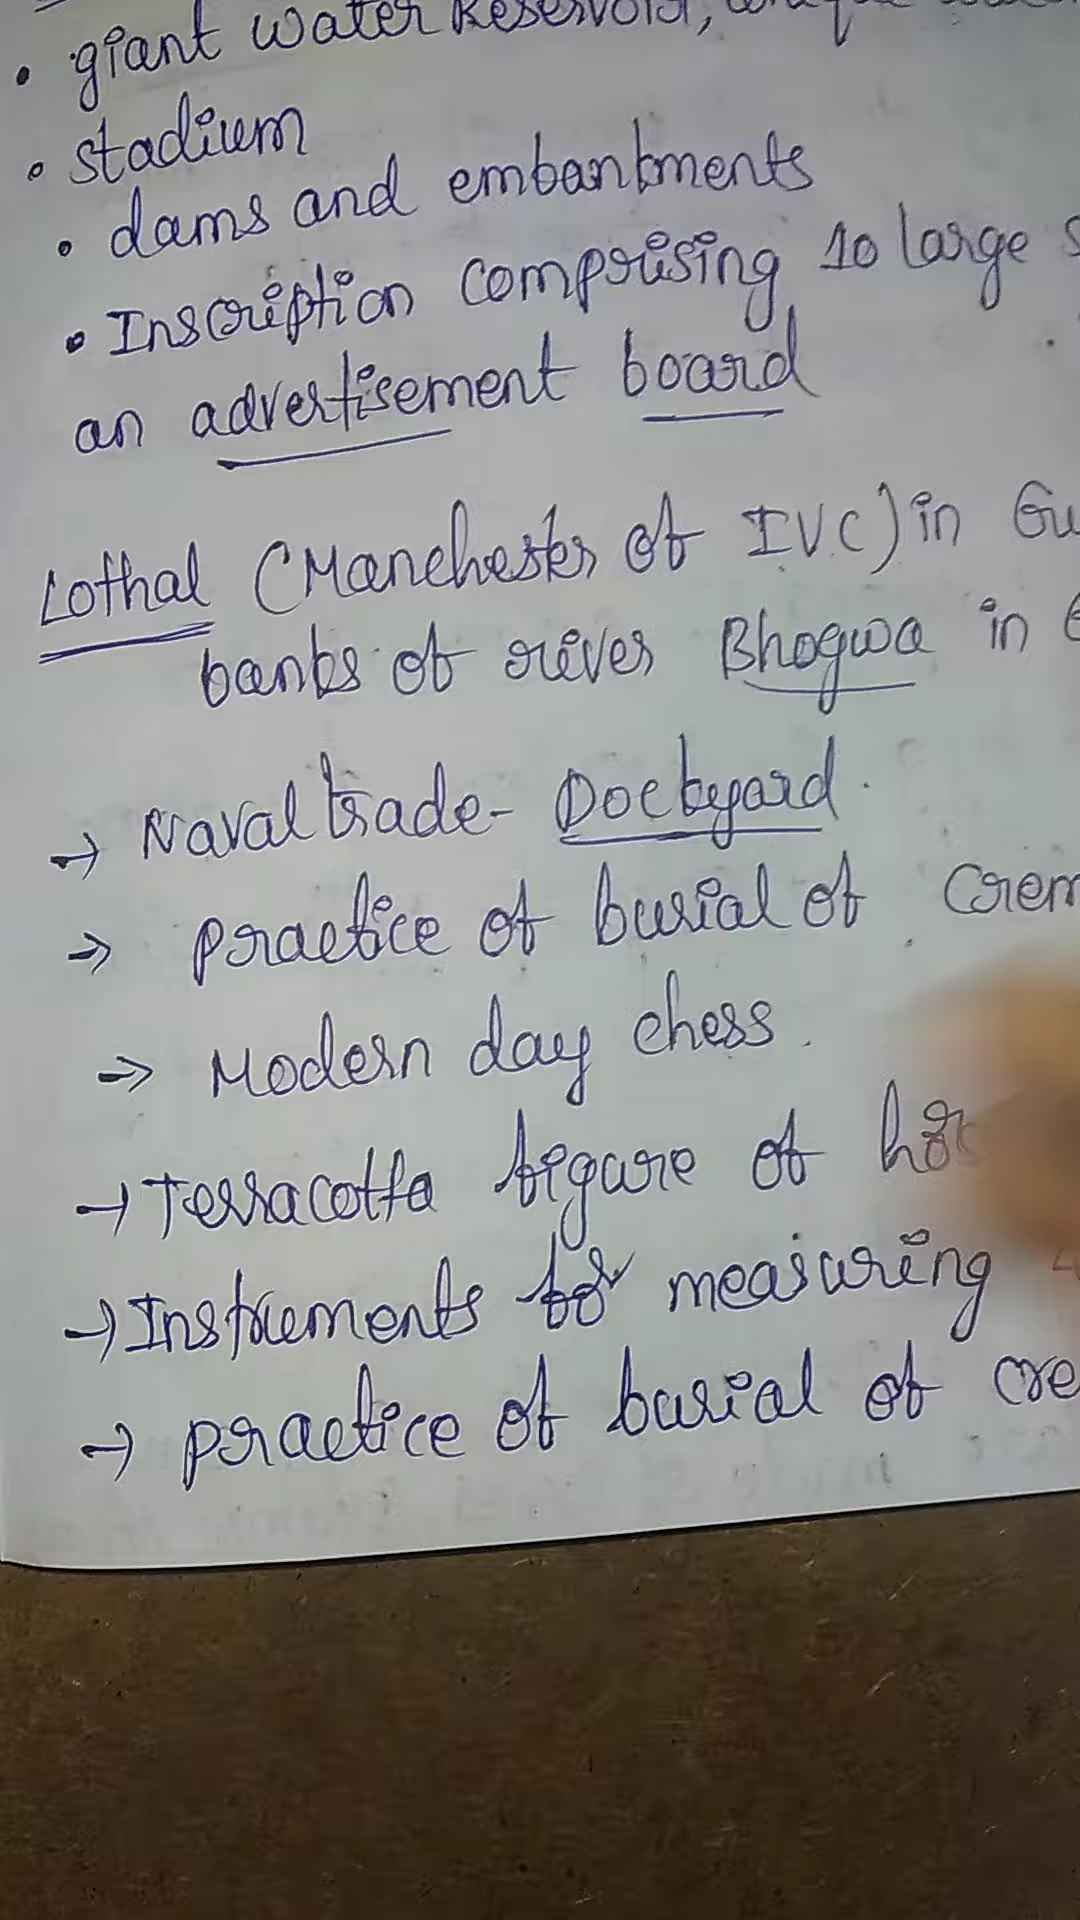 • giant water Reservoir,
• stadium
• dams and embankments
• Inscription comprising 10 large
an advertisement board
Lothal (Manchester of IVC) in
banks of river Bhogwa in
→ Naval trade - Dockyard.
→ practice of burial of
→ Modern day chess.
→ Terracotta figure of
→ Instruments for measuring
→ practice of burial of